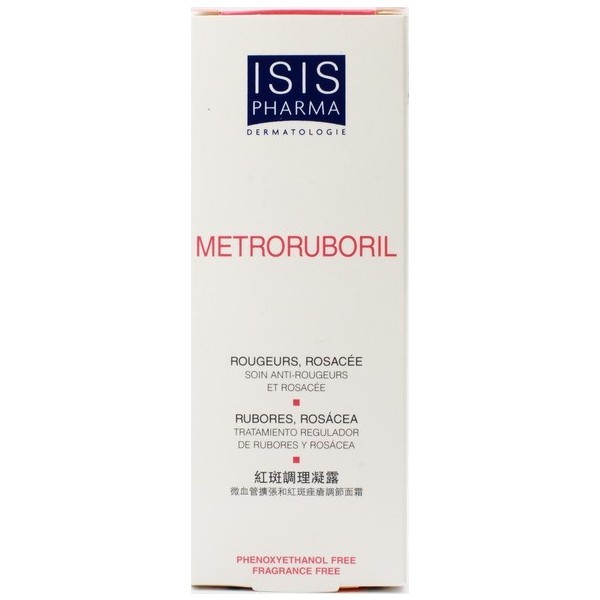 ISIS
PHARMA
DERMATOLOGIE
METRORUBORIL
ROUGEURS, ROSACÉE
SOIN ANTI-ROUGEURS
ET ROSACÉE
RUBORES, ROSÁCEA
TRATAMIENTO REGULADOR
DE RUBORES Y ROSÁCEA
紅斑調理凝露
微血管擴張和紅斑痤瘡調節面霜
PHENOXYETHANOL FREE
FRAGRANCE FREE